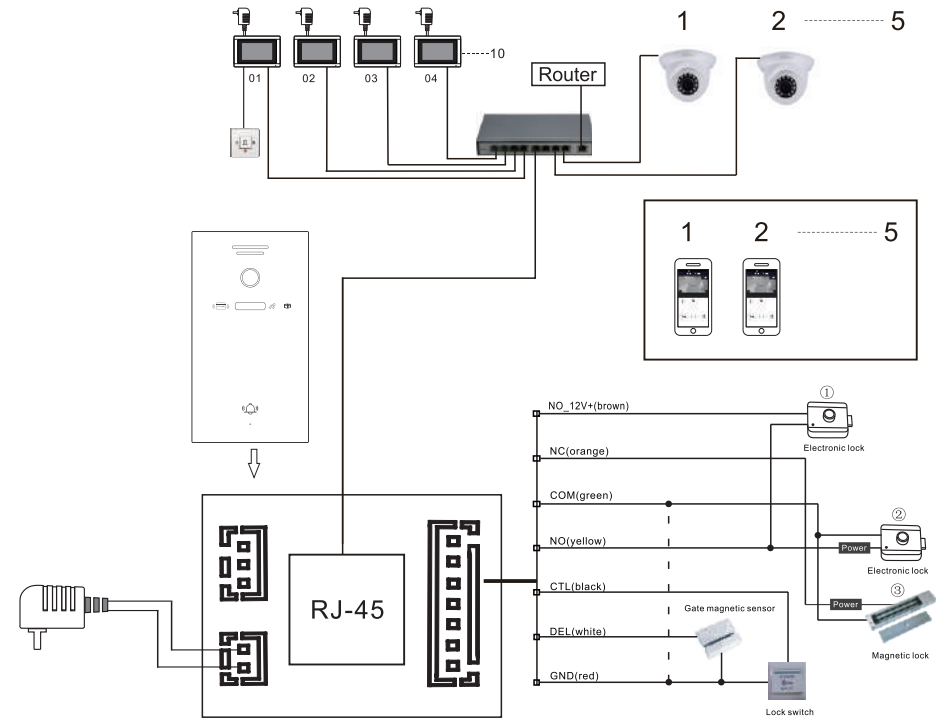 1 2 5
10
01 02 03 04
Router
1 2 5
①
NO_12V+(brown)
Electronic lock
NC(orange)
COM(green)
②
NO(yellow)
Power
Electronic lock
CTL(black)
③
Power
RJ-45
Gate magnetic sensor
DEL(white)
Magnetic lock
GND(red)
Lock switch